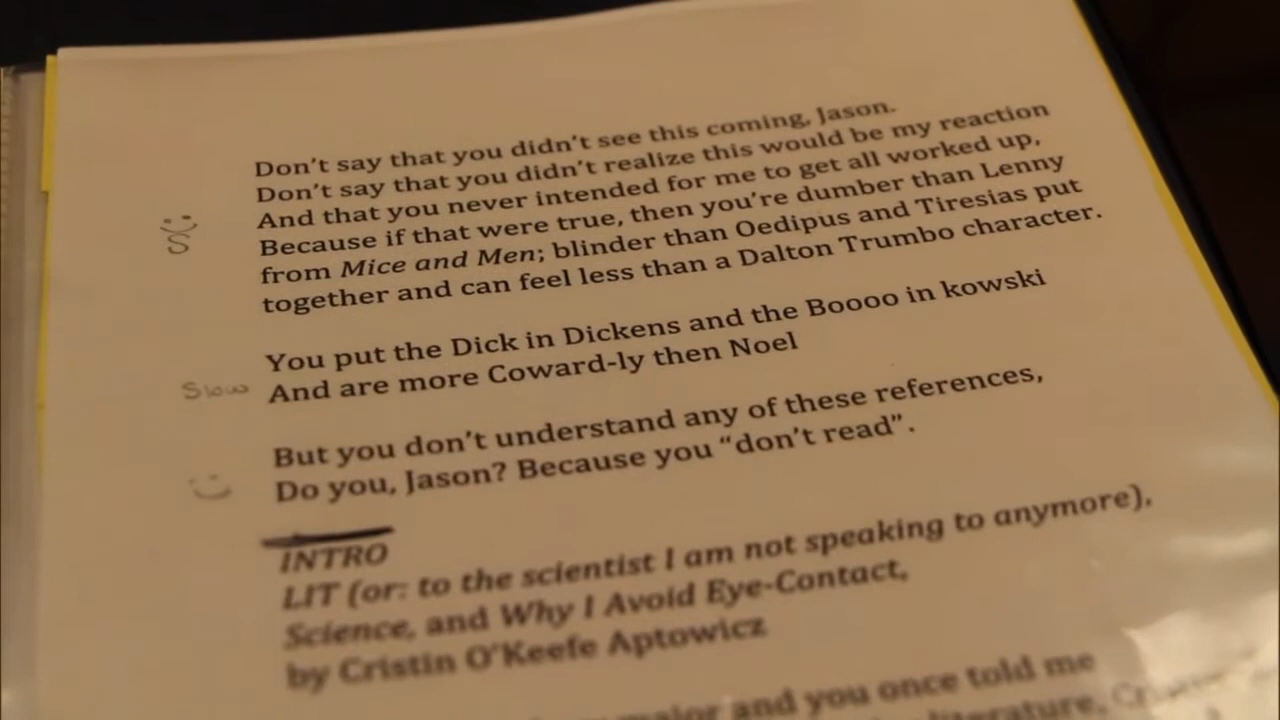 Don't say that you didn't see this coming, Jason.
Don't say that you didn't realize this would be my reaction
And that you never intended for me to get all worked up,
Because if that were true, then you're dumber than Lenny
from Mice and Men; blinder than Oedipus and Tiresias put
together and can feel less than a Dalton Trumbo character.
S
You put the Dick in Dickens and the Boooo in kowski
Slow And are more Coward-ly then Noel
But you don't understand any of these references,
Do you, Jason? Because you “don't read”.
INTRO
LIT (or: to the scientist I am not speaking to anymore),
Science, and Why I Avoid Eye-Contact,
by Cristin O'Keefe Aptowicz
major and you once told me
literature,